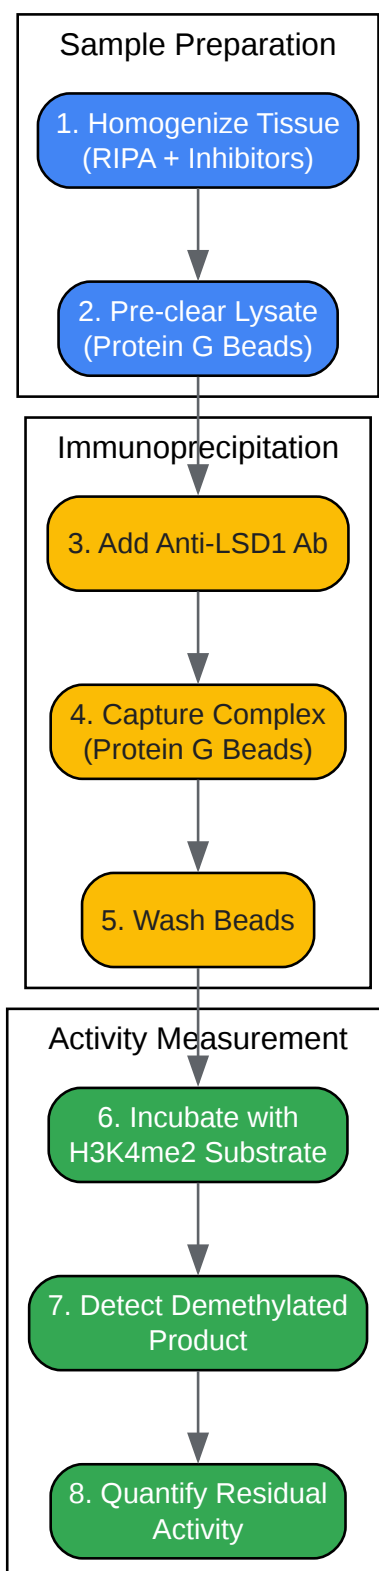 Sample Preparation
1. Homogenize Tissue
(RIPA + Inhibitors)
2. Pre-clear Lysate
(Protein G Beads)
Immunoprecipitation
3. Add Anti-LSD1 Ab
4. Capture Complex
(Protein G Beads)
5. Wash Beads
Activity Measurement
6. Incubate with
H3K4me2 Substrate
7. Detect Demethylated
Product
8. Quantify Residual
Activity